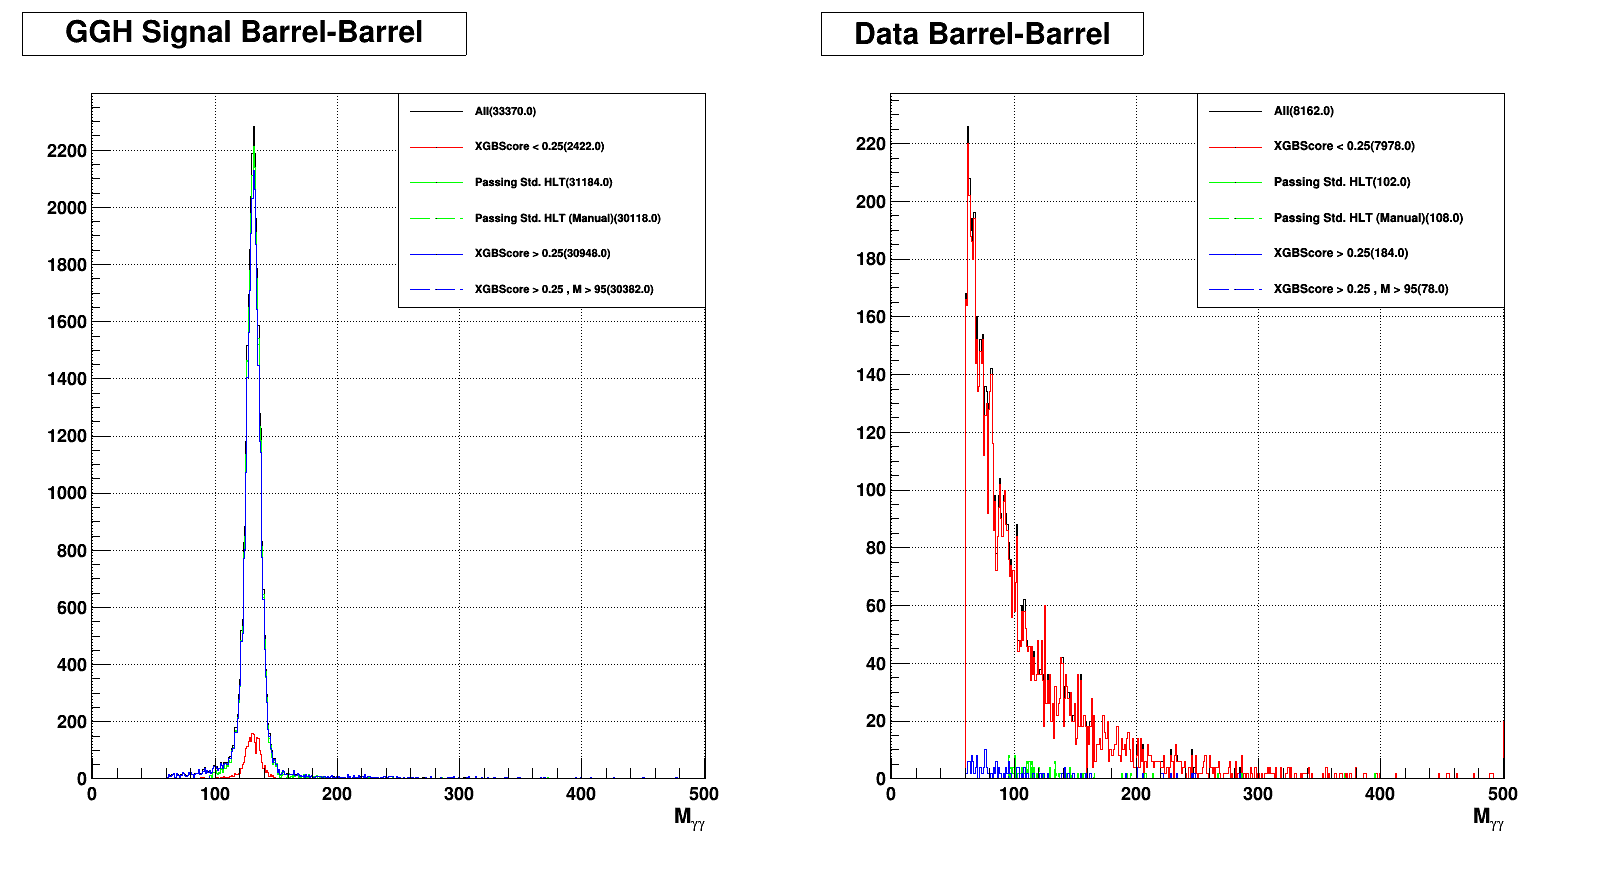 GGH Signal Barrel-Barrel
All(33370.0)
XGBScore < 0.25(2422.0)
Passing Std. HLT(31184.0)
Passing Std. HLT (Manual)(30118.0)
XGBScore > 0.25(30948.0)
XGBScore > 0.25 , M > 95(30382.0)
2200
2000
1800
1600
1400
1200
1000
800
600
400
200
0
0 100 200 300 400 500
Mγγ
Data Barrel-Barrel
All(8162.0)
XGBScore < 0.25(7978.0)
Passing Std. HLT(102.0)
Passing Std. HLT (Manual)(108.0)
XGBScore > 0.25(184.0)
XGBScore > 0.25 , M > 95(78.0)
220
200
180
160
140
120
100
80
60
40
20
0
0 100 200 300 400 500
Mγγ